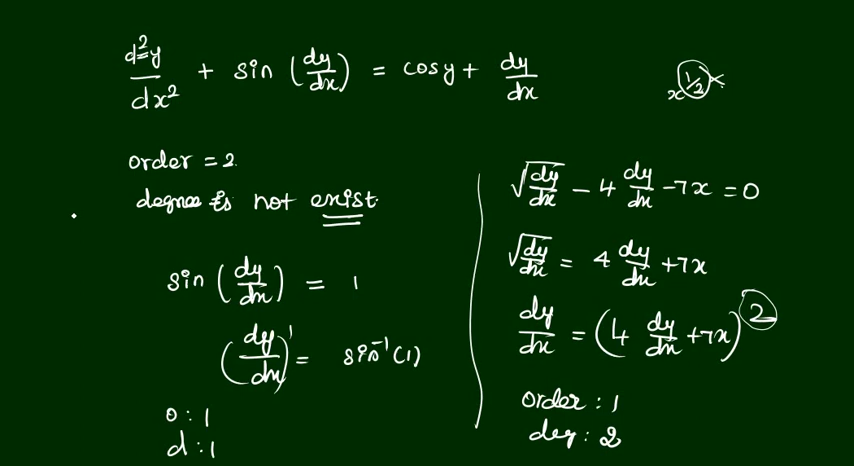 d²y/dx² + sin (dy/dx) = cosy + dy/dx
x^1/2
order = 2
degree is not exist.
sin (dy/dx) = 1
(dy/dx)¹ = sin⁻¹(1)
o : 1
d : 1
√(dy/dx) - 4 dy/dx - 7x = 0
√(dy/dx) = 4 dy/dx + 7x
dy/dx = (4 dy/dx + 7x)²
order : 1
deg : 2